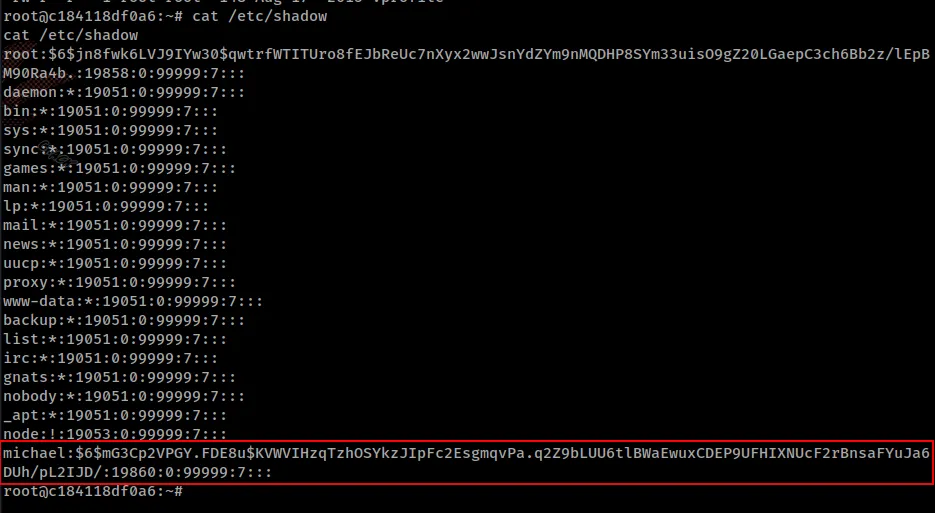 root@c184118df0a6:~# cat /etc/shadow
cat /etc/shadow
root:$6$jn8fwk6LVJ9IYw30$qwtrfWTITUro8fEJbReUc7nXyx2wwJsnYdZYm9nMQDHP8SYm33uisO9gZ20LGaepC3ch6Bb2z/lEpB
M90Ra4b.:19858:0:99999:7:::
daemon:*:19051:0:99999:7:::
bin:*:19051:0:99999:7:::
sys:*:19051:0:99999:7:::
sync:*:19051:0:99999:7:::
games:*:19051:0:99999:7:::
man:*:19051:0:99999:7:::
lp:*:19051:0:99999:7:::
mail:*:19051:0:99999:7:::
news:*:19051:0:99999:7:::
uucp:*:19051:0:99999:7:::
proxy:*:19051:0:99999:7:::
www-data:*:19051:0:99999:7:::
backup:*:19051:0:99999:7:::
list:*:19051:0:99999:7:::
irc:*:19051:0:99999:7:::
gnats:*:19051:0:99999:7:::
nobody:*:19051:0:99999:7:::
_apt:*:19051:0:99999:7:::
node:!:19053:0:99999:7:::
michael:$6$mG3Cp2VPGY.FDE8u$KVWVIHzqTzhOSYkzJIpFc2EsgmqvPa.q2Z9bLUU6tlBWaEwuxCDEP9UFHIXNUcF2rBnsaFYuJa6
DUh/pL2IJD/:19860:0:99999:7:::
root@c184118df0a6:~#